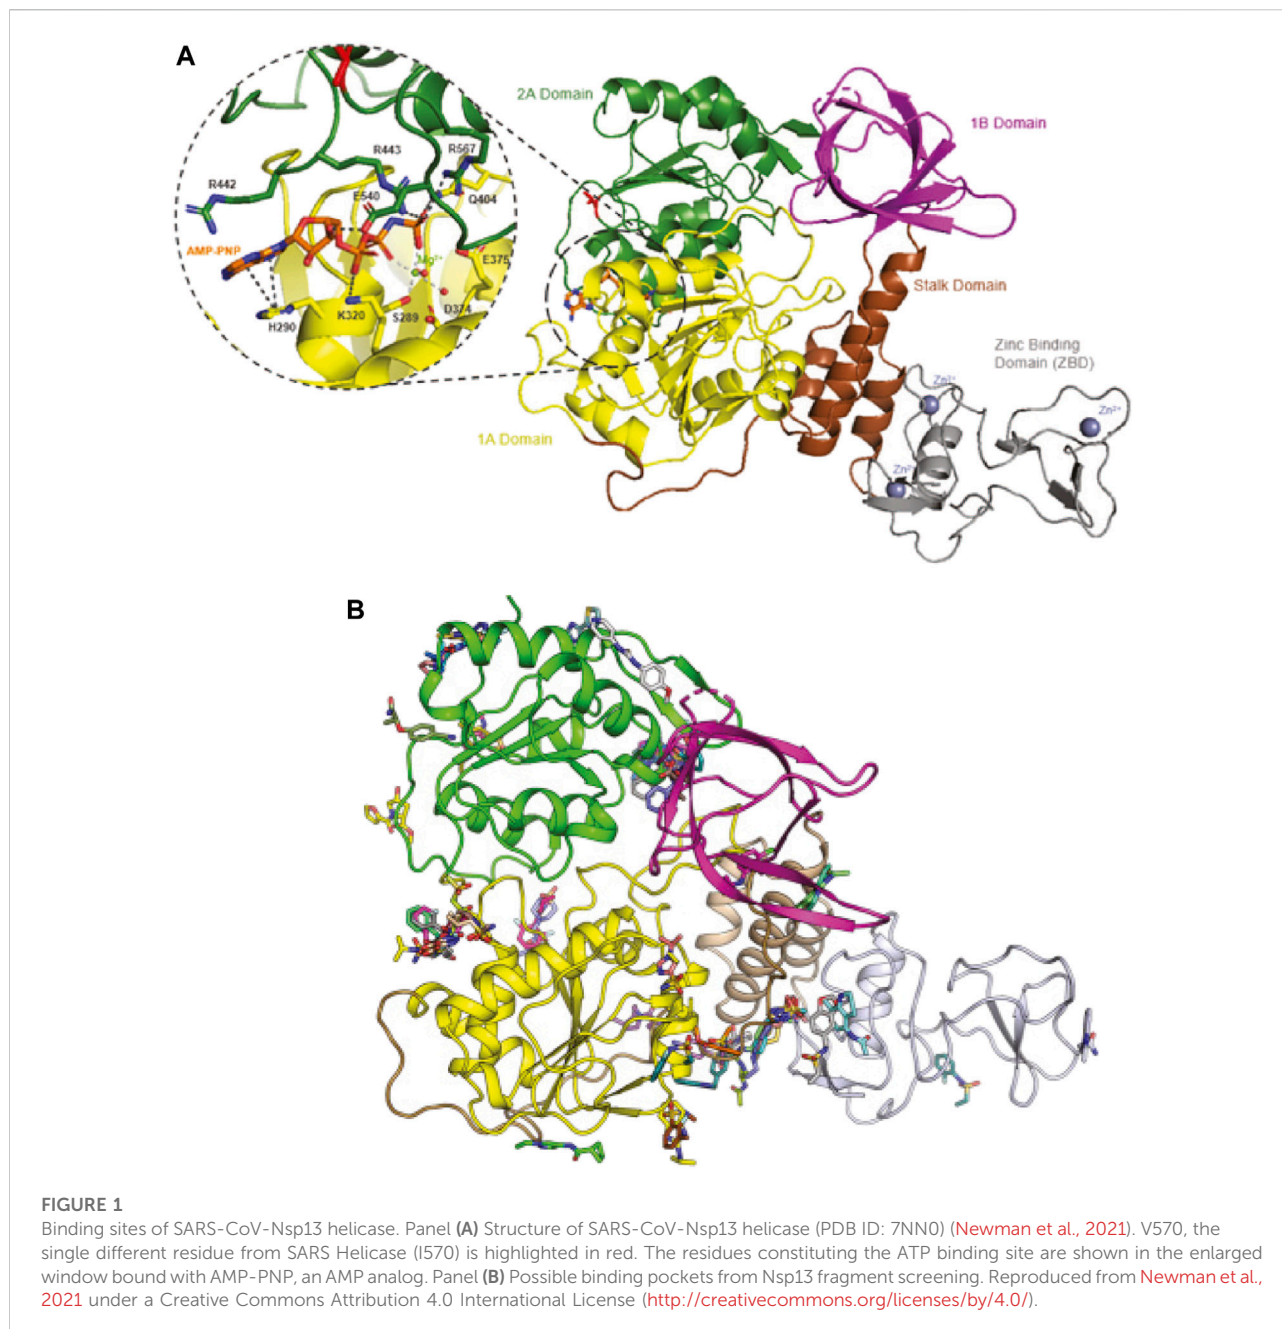 A
2A Domain
1B Domain
R443
R567
R442
E540
Q404
AMP-PNP
Mg2+
E375
Stalk Domain
H290
K320
S289
D374
Zinc Binding
Domain (ZBD)
Zn2+
Zn2+
1A Domain
Zn2+
B
FIGURE 1
Binding sites of SARS-CoV-Nsp13 helicase. Panel (A) Structure of SARS-CoV-Nsp13 helicase (PDB ID: 7NN0) (Newman et al., 2021). V570, the
single different residue from SARS Helicase (I570) is highlighted in red. The residues constituting the ATP binding site are shown in the enlarged
window bound with AMP-PNP, an AMP analog. Panel (B) Possible binding pockets from Nsp13 fragment screening. Reproduced from Newman et al.,
2021 under a Creative Commons Attribution 4.0 International License (http://creativecommons.org/licenses/by/4.0/).